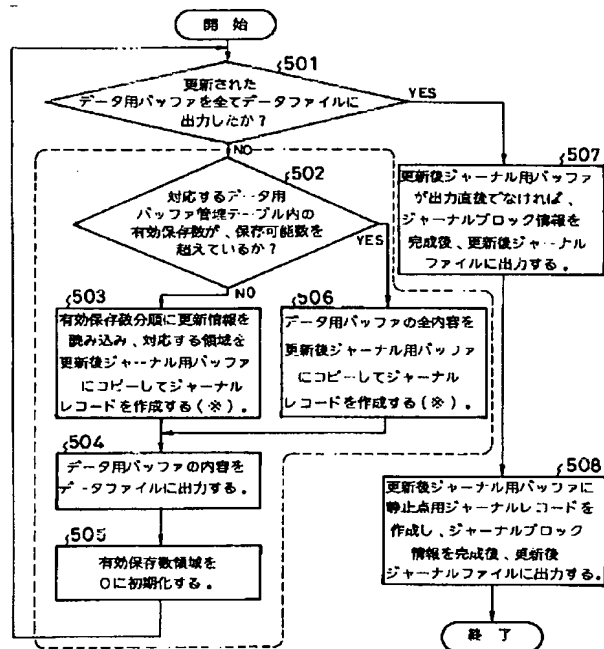 開始
501
更新された
データ用バッファを全てデータファイルに
出力したか?
YES
NO
502
対応するデータ用
バッファ管理テーブル内の
有効保存数が、保存可能数を
超えているか?
YES
NO
503
有効保存数分順に更新情報を
読み込み、対応する領域を
更新後ジャーナル用バッファ
にコピーしてジャーナル
レコードを作成する(※)。
506
データ用バッファの全内容を
更新後ジャーナル用バッファ
にコピーしてジャーナル
レコードを作成する(※)。
504
データ用バッファの内容を
データファイルに出力する。
505
有効保存数領域を
0に初期化する。
507
更新後ジャーナル用バッファ
が出力直後でなければ、
ジャーナルブロック情報を
完成後、更新後ジャーナル
ファイルに出力する。
508
更新後ジャーナル用バッファに
静止点用ジャーナルレコードを
作成し、ジャーナルブロック
情報を完成後、更新後
ジャーナルファイルに出力する。
終了